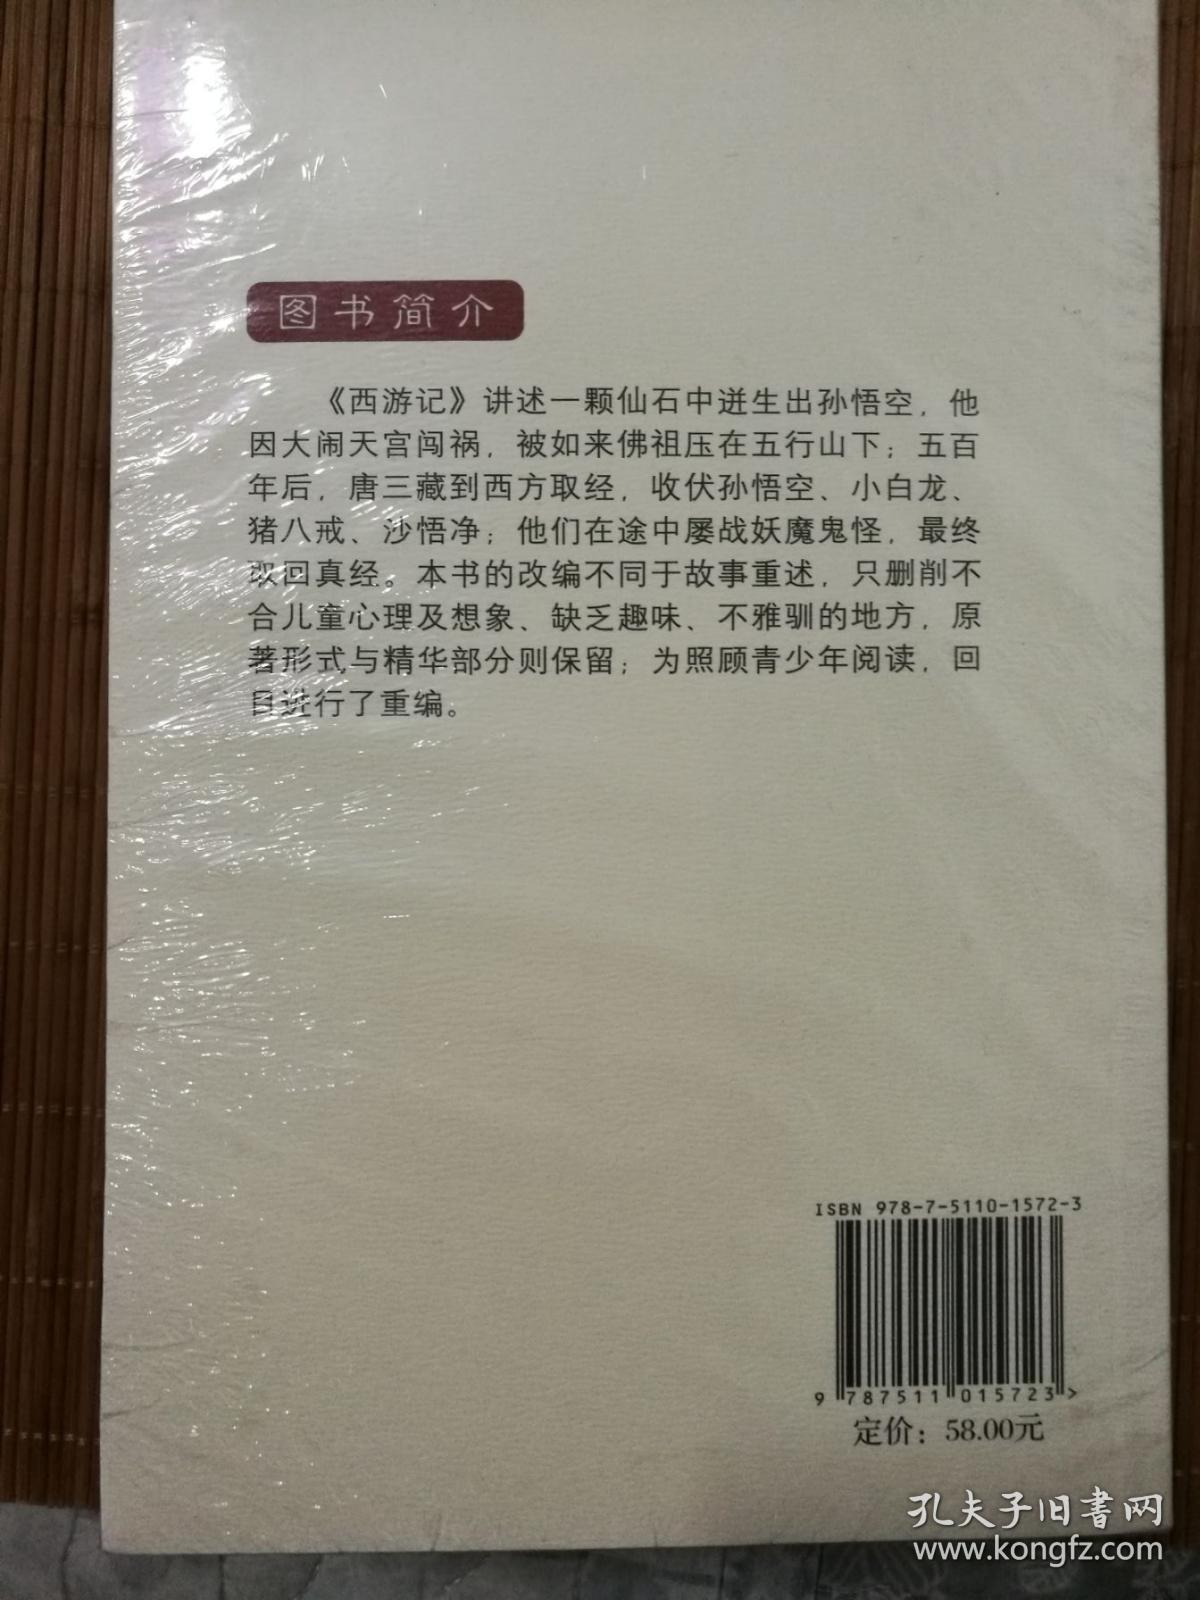 图书简介
《西游记》讲述一颗仙石中迸生出孙悟空，他
因大闹天宫闯祸，被如来佛祖压在五行山下；五百
年后，唐三藏到西方取经，收伏孙悟空、小白龙、
猪八戒、沙悟净；他们在途中屡战妖魔鬼怪，最终
取回真经。本书的改编不同于故事重述，只删削不
合儿童心理及想象、缺乏趣味、不雅驯的地方，原
著形式与精华部分则保留；为照顾青少年阅读，回
目进行了重编。
ISBN 978-7-5110-1572-3
9 787511 015723 >
定价：58.00元
孔夫子旧书网
www.kongfz.com